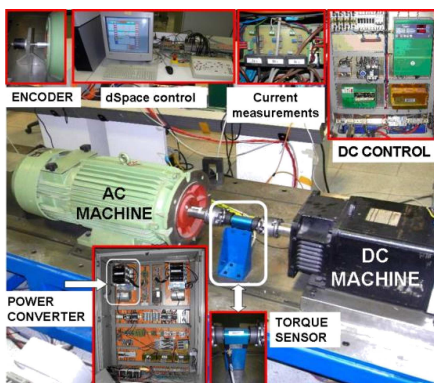 ENCODER
dSpace control
Current
measurements
DC CONTROL
AC
MACHINE
DC
MACHINE
POWER
CONVERTER
TORQUE
SENSOR